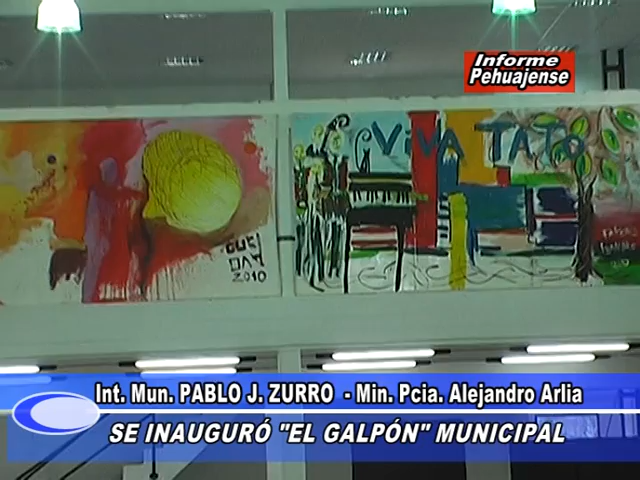 Informe
Pehuajense
VIVA TATO
2010
Int. Mun. PABLO J. ZURRO - Min. Pcia. Alejandro Arlia
SE INAUGURÓ "EL GALPÓN" MUNICIPAL